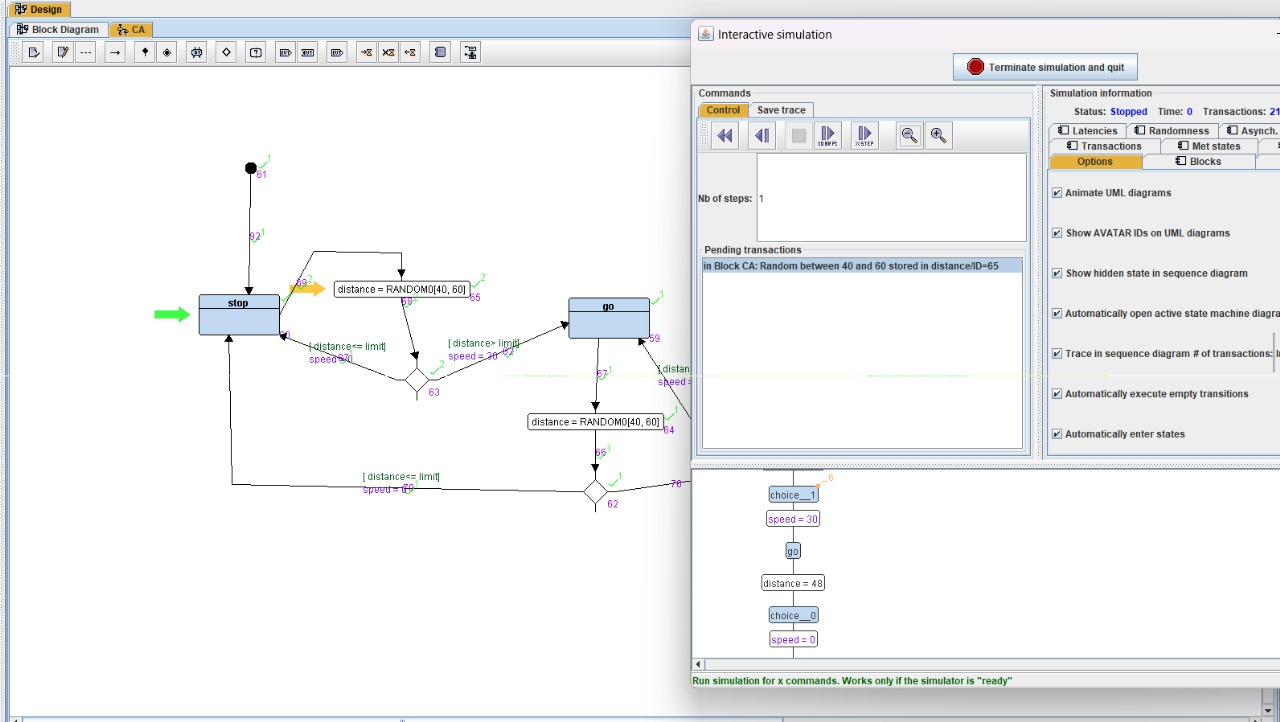 Design
Block Diagram
CA
Interactive simulation
Terminate simulation and quit
Commands
Control
Save trace
Nb of steps: 1
Pending transactions
in Block CA: Random between 40 and 60 stored in distance/ID=65
Simulation information
Status: Stopped Time: 0 Transactions: 21
Latencies
Randomness
Asynch.
Transactions
Met states
Options
Blocks
Animate UML diagrams
Show AVATAR IDs on UML diagrams
Show hidden state in sequence diagram
Automatically open active state machine diagra
Trace in sequence diagram # of transactions:
Automatically execute empty transitions
Automatically enter states
1
61
92
1
stop
69
2
distance = RANDOM0[40, 60]
2
65
68
2
[ distance<= limit]
speed = 0
[ distance> limit]
speed = 30
2
63
go
1
59
67
1
[distan
speed =
distance = RANDOM0[40, 60]
1
64
66
1
1
62
70
[ distance<= limit]
speed = 0
choice__1
6
speed = 30
go
distance = 48
choice__0
speed = 0
Run simulation for x commands. Works only if the simulator is "ready"